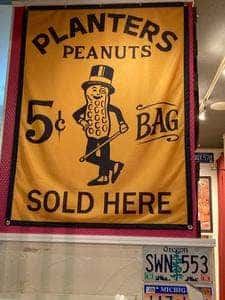 PLANTERS
PEANUTS
5¢ BAG
SOLD HERE
Oregon
SWN 553
MICHIG